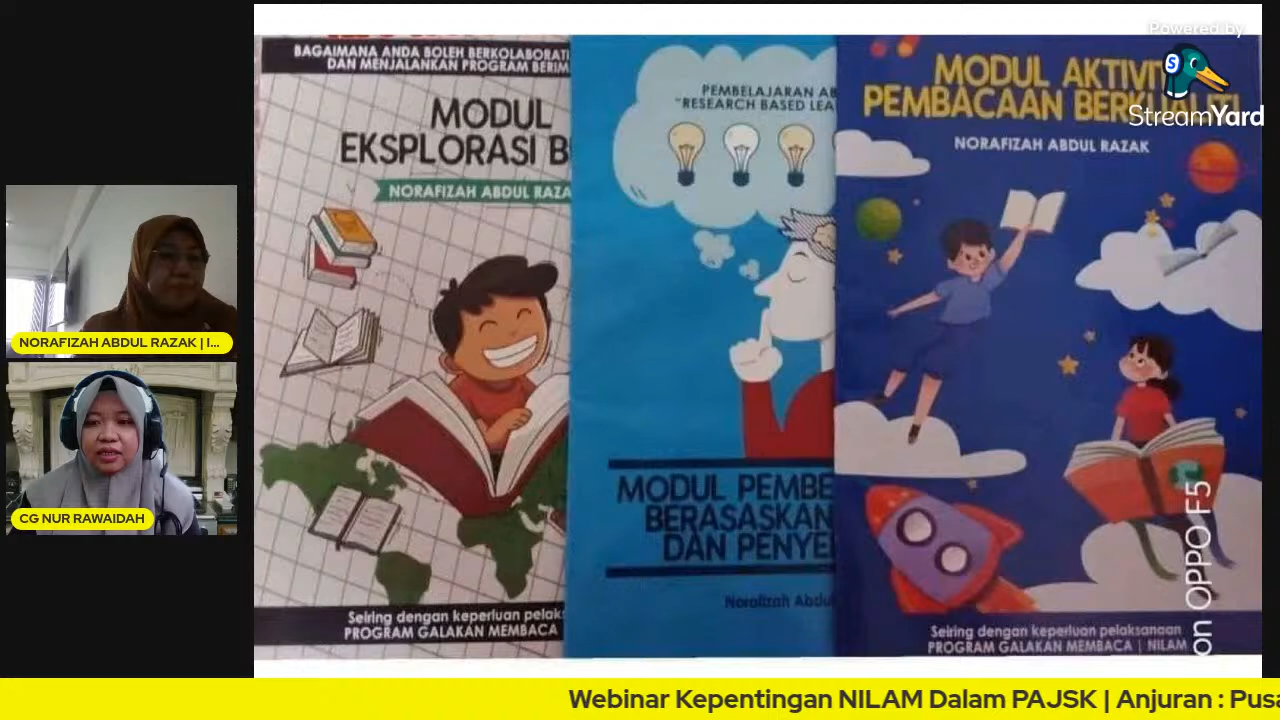 Powered by
StreamYard
BAGAIMANA ANDA BOLEH BERKOLABORATI
DAN MENJALANKAN PROGRAM BERIM
MODUL
EKSPLORASI B
NORAFIZAH ABDUL RAZA
Seiring dengan keperluan pelaks
PROGRAM GALAKAN MEMBACA
PEMBELAJARAN AB
"RESEARCH BASED LEA
MODUL PEMBE
BERASASKAN
DAN PENYE
Norafizah Abdu
MODUL AKTIVIT
PEMBACAAN BERKUALITI
NORAFIZAH ABDUL RAZAK
Seiring dengan keperluan pelaksanaan
PROGRAM GALAKAN MEMBACA | NILAM
on OPPO F5
NORAFIZAH ABDUL RAZAK | I...
CG NUR RAWAIDAH
Webinar Kepentingan NILAM Dalam PAJSK | Anjuran : Pusa